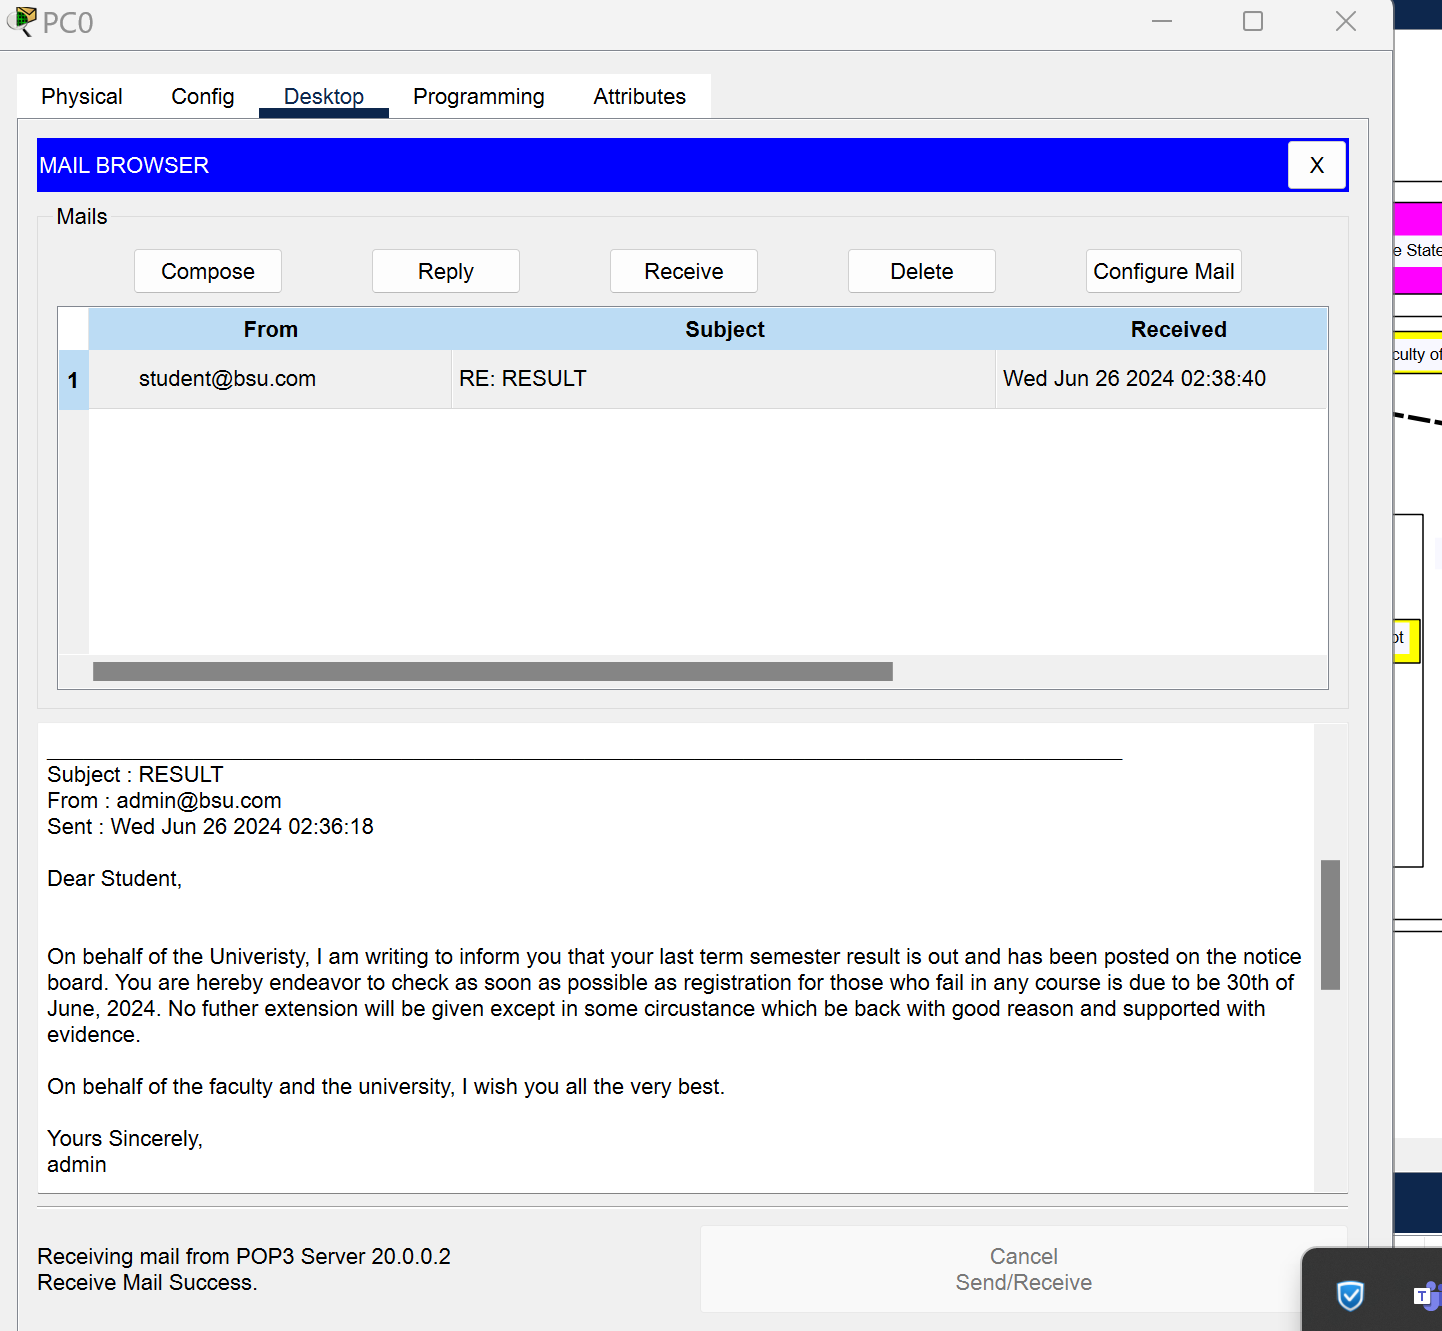 PC0
Physical Config Desktop Programming Attributes
MAIL BROWSER X
Mails
Compose Reply Receive Delete Configure Mail
From Subject Received
1 student@bsu.com RE: RESULT Wed Jun 26 2024 02:38:40
Subject : RESULT
From : admin@bsu.com
Sent : Wed Jun 26 2024 02:36:18
Dear Student,
On behalf of the Univeristy, I am writing to inform you that your last term semester result is out and has been posted on the notice
board. You are hereby endeavor to check as soon as possible as registration for those who fail in any course is due to be 30th of
June, 2024. No futher extension will be given except in some circustance which be back with good reason and supported with
evidence.
On behalf of the faculty and the university, I wish you all the very best.
Yours Sincerely,
admin
Receiving mail from POP3 Server 20.0.0.2
Receive Mail Success.
Cancel
Send/Receive
e State
culty of
ot
T